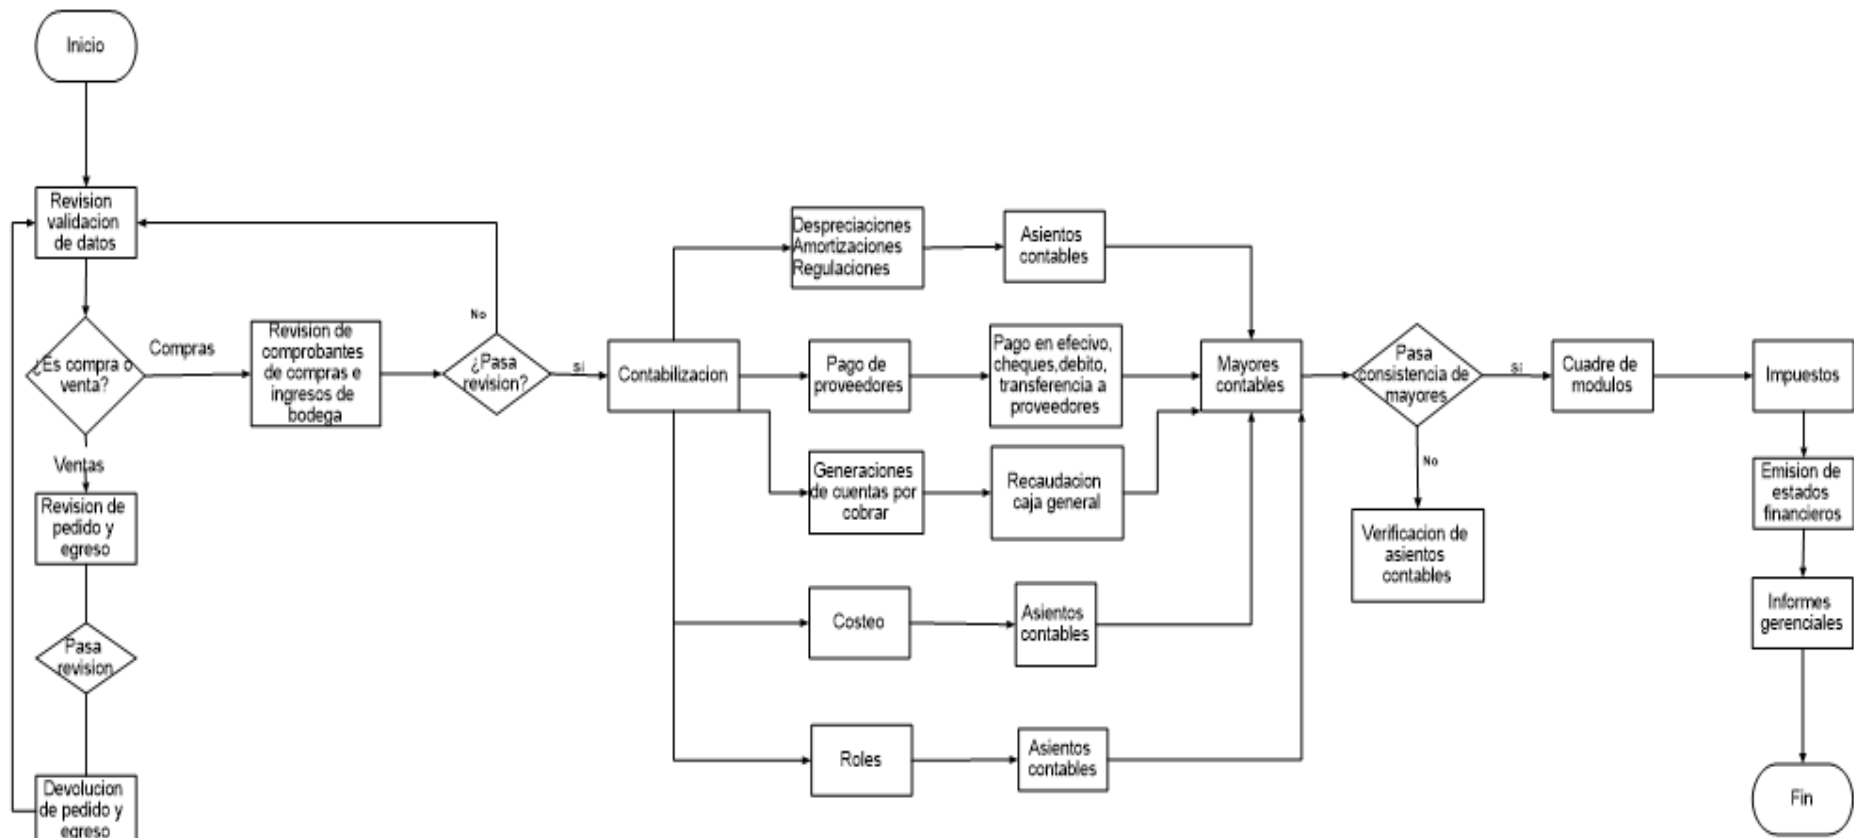 Inicio
Revision
validacion
de datos
¿Es compra o
venta?
Compras
Ventas
Revision de
pedido y
egreso
Pasa
revision
Devolucion
de pedido y
egreso
Revision de
comprobantes
de compras e
ingresos de
bodega
¿Pasa
revision?
No
Si
Contabilizacion
Despreciaciones
Amortizaciones
Regulaciones
Asientos
contables
Pago de
proveedores
Pago en efecivo,
cheques,debito,
transferencia a
proveedores
Generaciones
de cuentas por
cobrar
Recaudacion
caja general
Costeo
Asientos
contables
Roles
Asientos
contables
Mayores
contables
Pasa
consistencia de
mayores
No
Verificacion de
asientos
contables
Si
Cuadre de
modulos
Impuestos
Emision de
estados
financieros
Informes
gerenciales
Fin